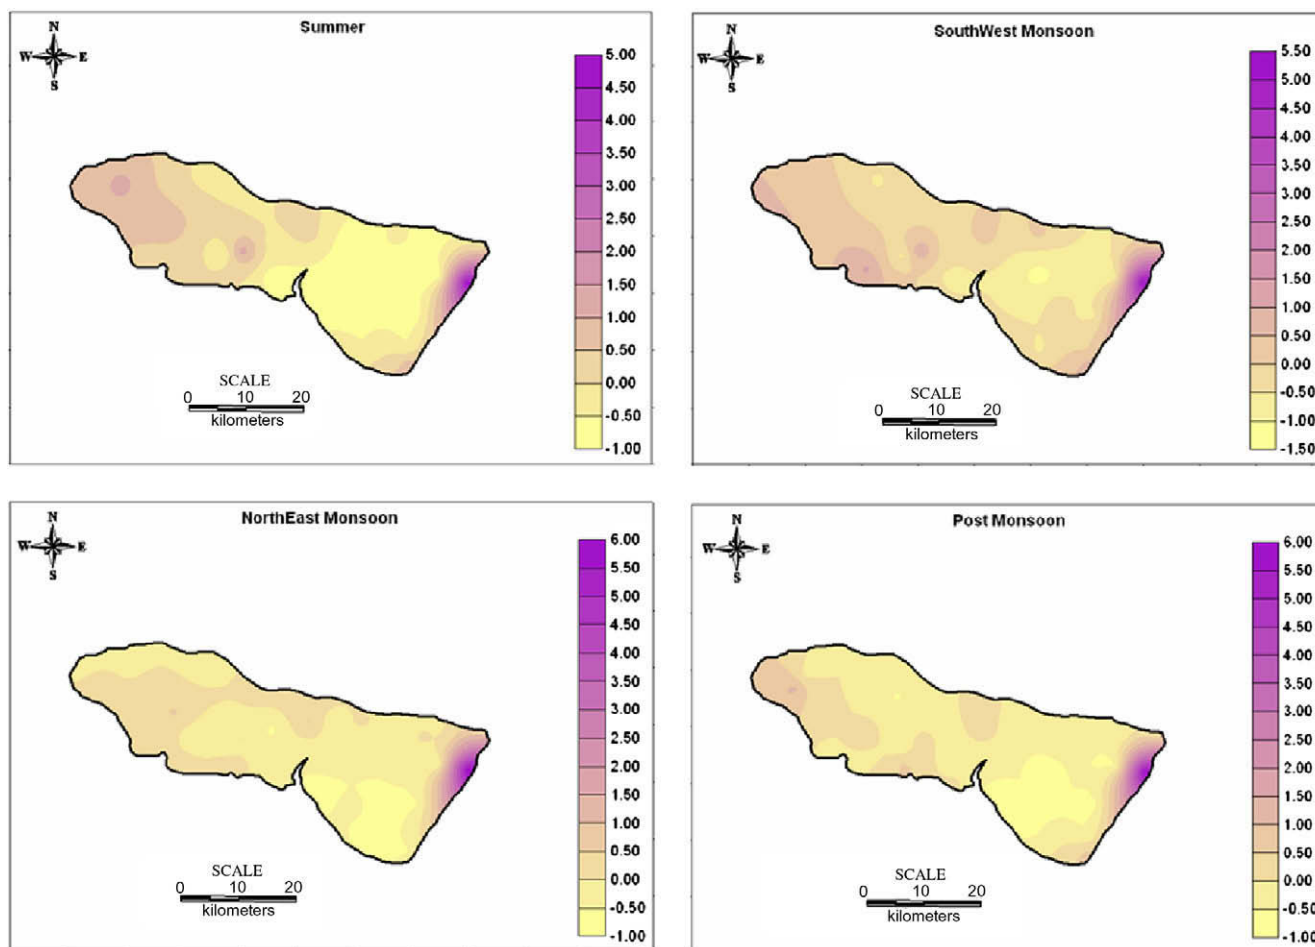 Summer
N
W E
S
5.00
4.50
4.00
3.50
3.00
2.50
2.00
1.50
1.00
0.50
0.00
-0.50
-1.00
SCALE
0 10 20
kilometers
SouthWest Monsoon
N
W E
S
5.50
5.00
4.50
4.00
3.50
3.00
2.50
2.00
1.50
1.00
0.50
0.00
-0.50
-1.00
-1.50
SCALE
0 10 20
kilometers
NorthEast Monsoon
N
W E
S
6.00
5.50
5.00
4.50
4.00
3.50
3.00
2.50
2.00
1.50
1.00
0.50
0.00
-0.50
-1.00
SCALE
0 10 20
kilometers
Post Monsoon
N
W E
S
6.00
5.50
5.00
4.50
4.00
3.50
3.00
2.50
2.00
1.50
1.00
0.50
0.00
-0.50
-1.00
SCALE
0 10 20
kilometers